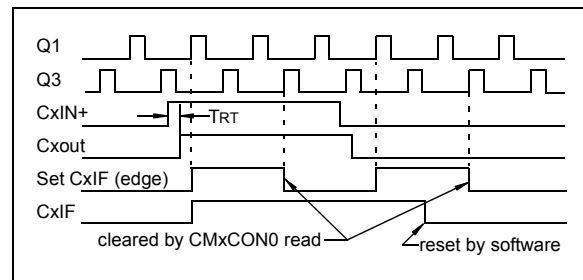 Q1
Q3
CxIN+
TRT
Cxout
Set CxIF (edge)
CxIF
cleared by CMxCON0 read
reset by software